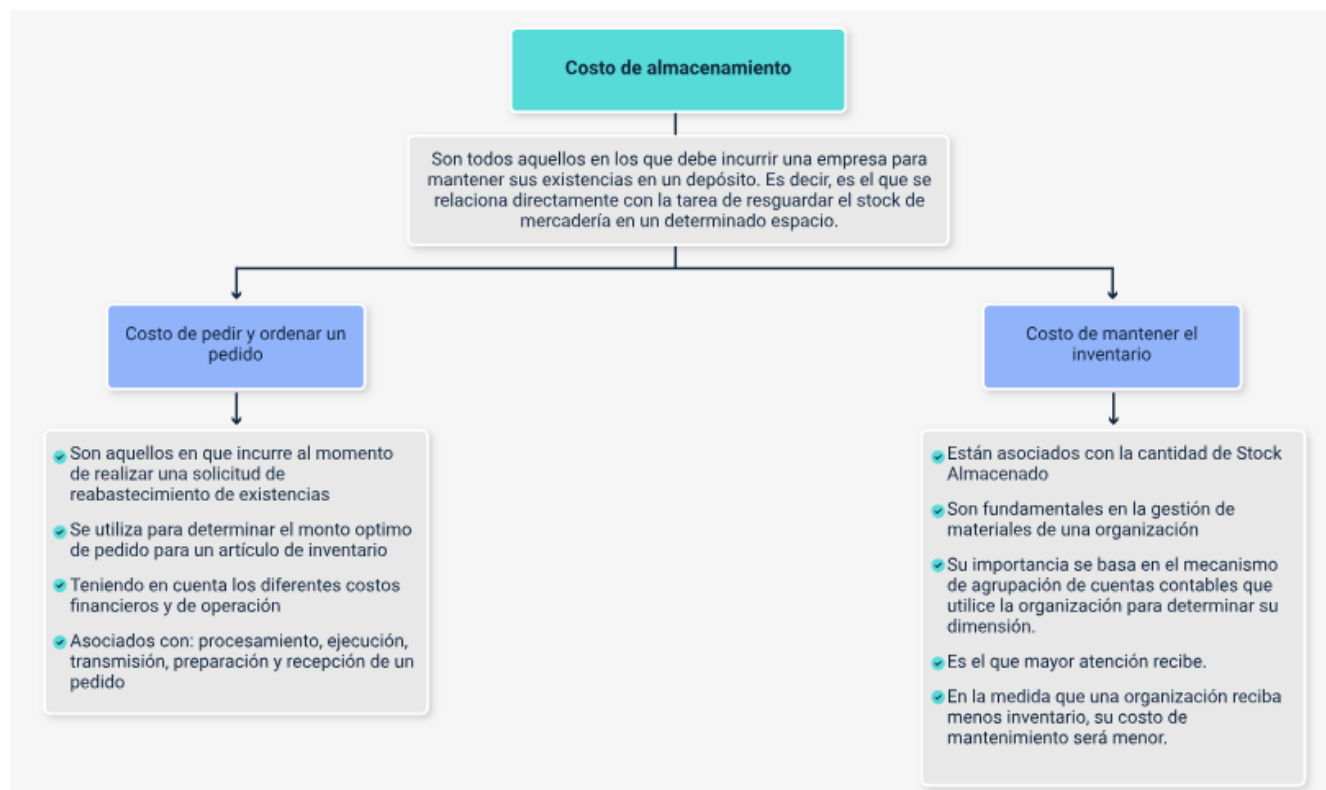 Costo de almacenamiento
Son todos aquellos en los que debe incurrir una empresa para
mantener sus existencias en un depósito. Es decir, es el que se
relaciona directamente con la tarea de resguardar el stock de
mercadería en un determinado espacio.
Costo de pedir y ordenar un
pedido
Son aquellos en que incurre al momento
de realizar una solicitud de
reabastecimiento de existencias
Se utiliza para determinar el monto optimo
de pedido para un artículo de inventario
Teniendo en cuenta los diferentes costos
financieros y de operación
Asociados con: procesamiento, ejecución,
transmisión, preparación y recepción de un
pedido
Costo de mantener el
inventario
Están asociados con la cantidad de Stock
Almacenado
Son fundamentales en la gestión de
materiales de una organización
Su importancia se basa en el mecanismo
de agrupación de cuentas contables que
utilice la organización para determinar su
dimensión.
Es el que mayor atención recibe.
En la medida que una organización reciba
menos inventario, su costo de
mantenimiento será menor.